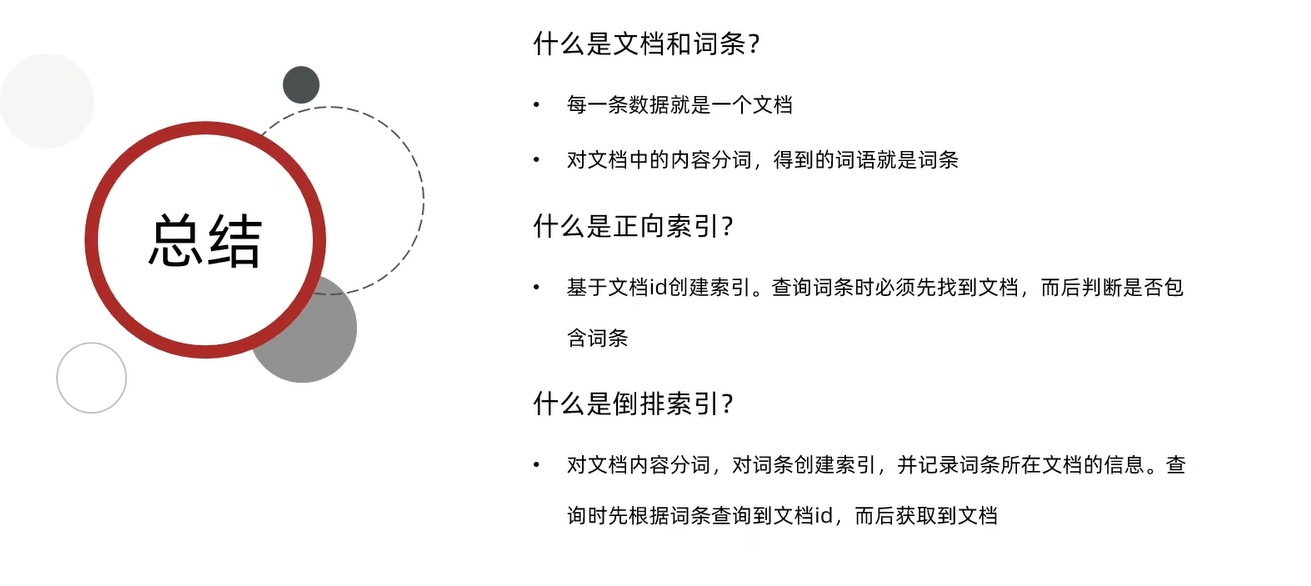 总结
什么是文档和词条？
• 每一条数据就是一个文档
• 对文档中的内容分词，得到的词语就是词条
什么是正向索引？
• 基于文档id创建索引。查询词条时必须先找到文档，而后判断是否包
含词条
什么是倒排索引？
• 对文档内容分词，对词条创建索引，并记录词条所在文档的信息。查
询时先根据词条查询到文档id，而后获取到文档